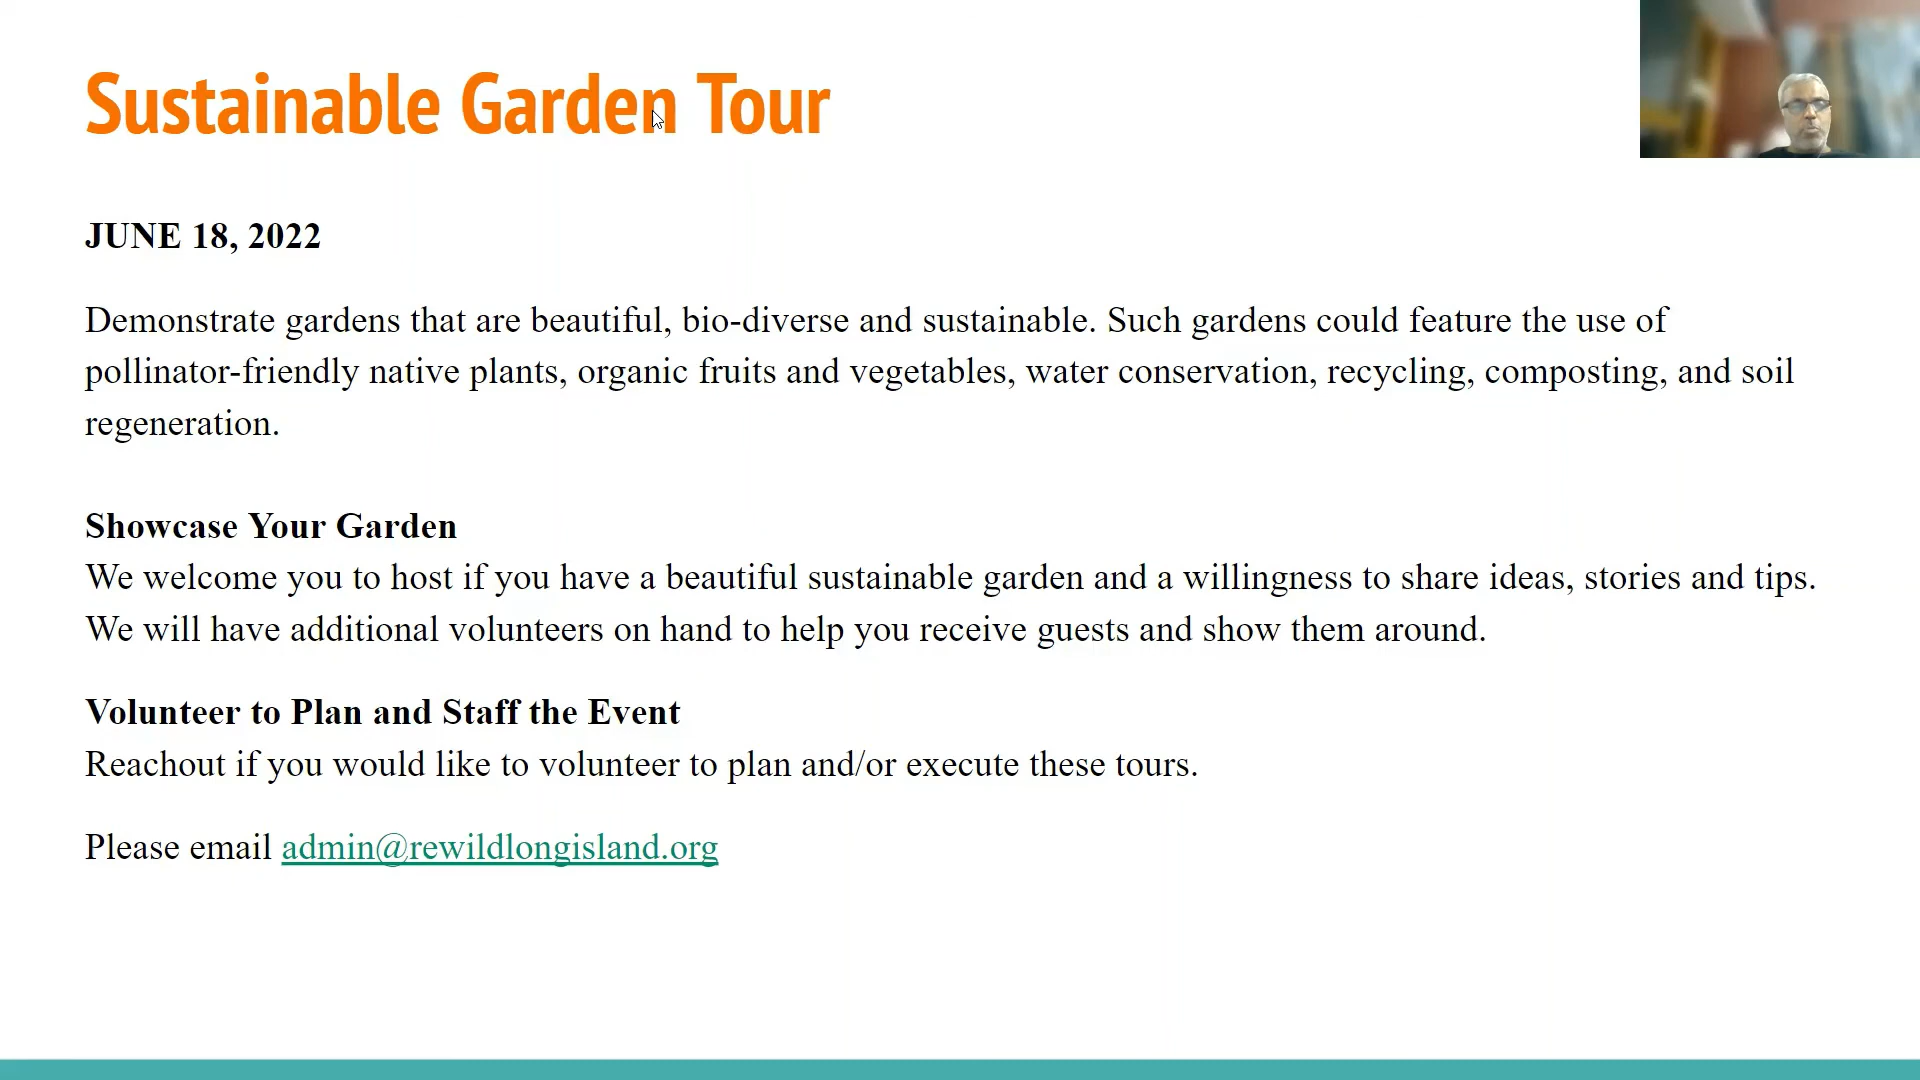 Sustainable Garden Tour
JUNE 18, 2022
Demonstrate gardens that are beautiful, bio-diverse and sustainable. Such gardens could feature the use of
pollinator-friendly native plants, organic fruits and vegetables, water conservation, recycling, composting, and soil
regeneration.
Showcase Your Garden
We welcome you to host if you have a beautiful sustainable garden and a willingness to share ideas, stories and tips.
We will have additional volunteers on hand to help you receive guests and show them around.
Volunteer to Plan and Staff the Event
Reachout if you would like to volunteer to plan and/or execute these tours.
Please email admin@rewildlongisland.org